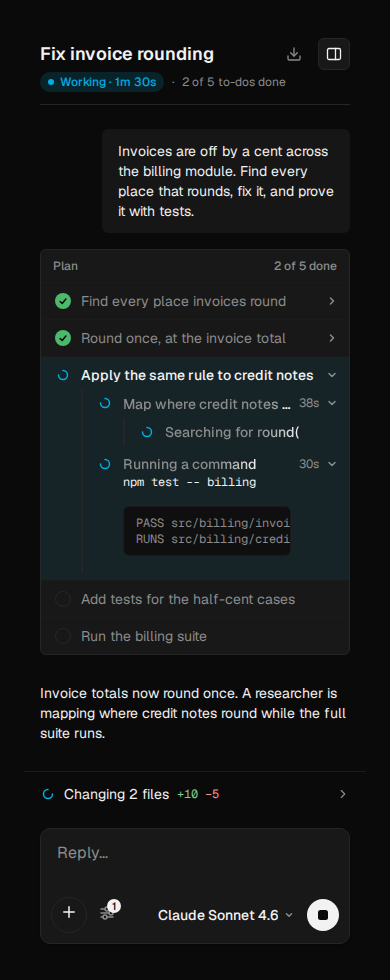 Fix invoice rounding
Working · 1m 30s · 2 of 5 to-dos done
Invoices are off by a cent across
the billing module. Find every
place that rounds, fix it, and prove
it with tests.
Plan 2 of 5 done
Find every place invoices round
Round once, at the invoice total
Apply the same rule to credit notes
Map where credit notes ... 38s
Searching for round(
Running a command 30s
npm test -- billing
PASS src/billing/invoi
RUNS src/billing/credi
Add tests for the half-cent cases
Run the billing suite
Invoice totals now round once. A researcher is
mapping where credit notes round while the full
suite runs.
Changing 2 files +10 −5
Reply...
1
Claude Sonnet 4.6